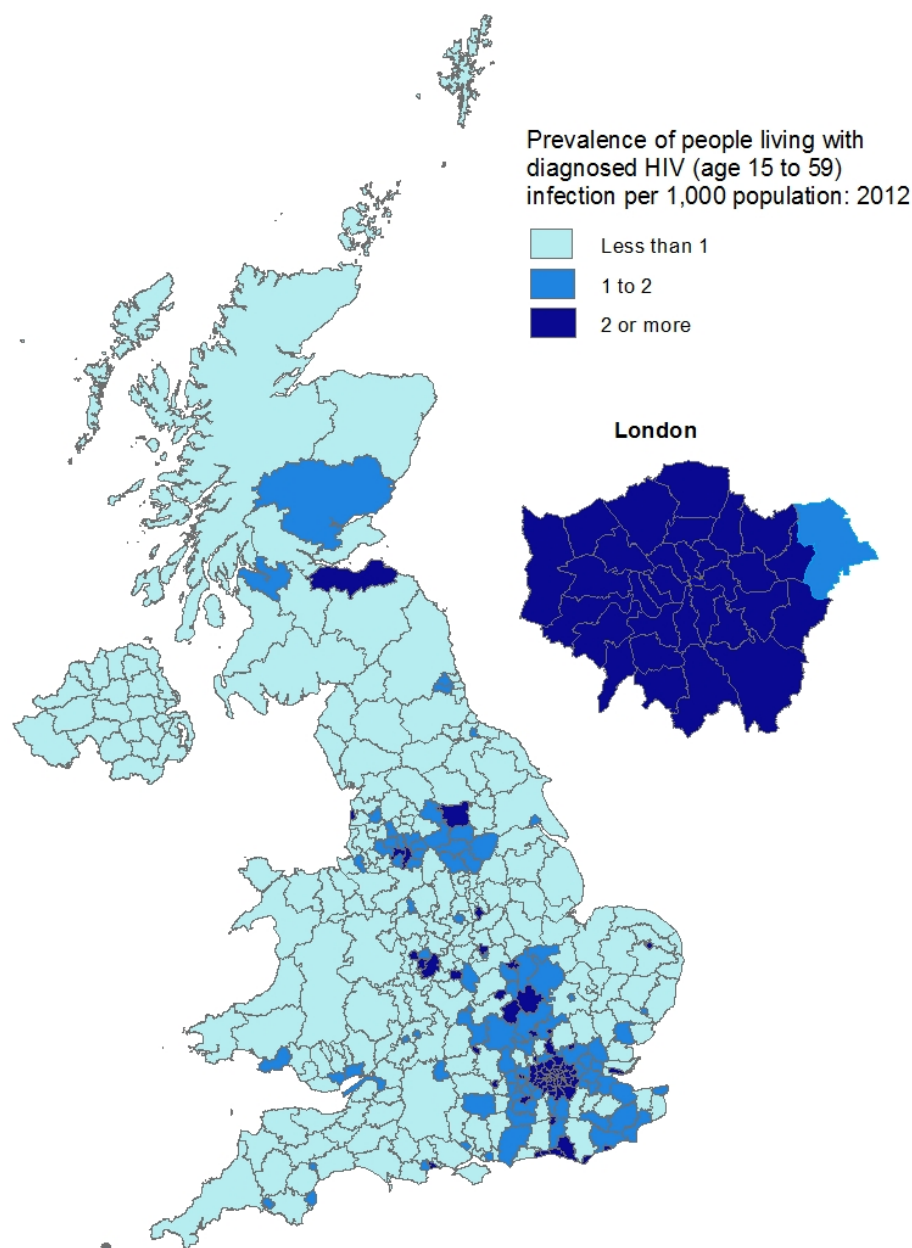 Prevalence of people living with
diagnosed HIV (age 15 to 59)
infection per 1,000 population: 2012
Less than 1
1 to 2
2 or more
London